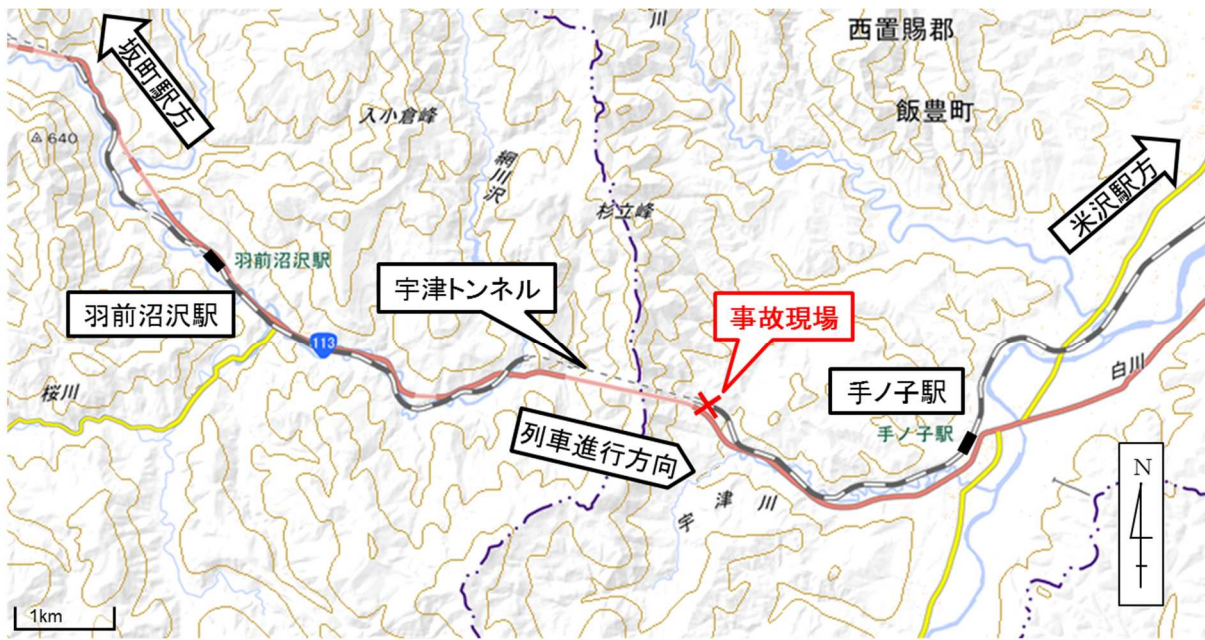 川
西置賜郡
飯豊町
坂町駅方
米沢駅方
640
入小倉峰
網川沢
杉立峰
羽前沼沢駅
羽前沼沢駅
宇津トンネル
事故現場
113
桜川
手ノ子駅
手ノ子駅
白川
列車進行方向
宇津川
N
1km